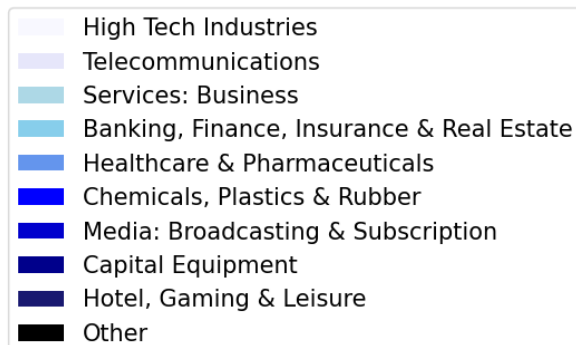 High Tech Industries
Telecommunications
Services: Business
Banking, Finance, Insurance & Real Estate
Healthcare & Pharmaceuticals
Chemicals, Plastics & Rubber
Media: Broadcasting & Subscription
Capital Equipment
Hotel, Gaming & Leisure
Other